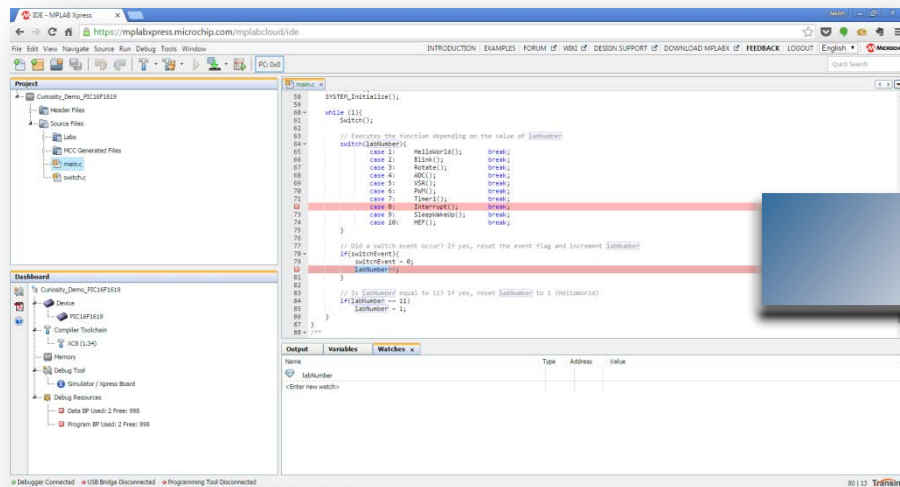 IDE - MPLAB Xpress
https://mplabxpress.microchip.com/mplabcloud/ide
File Edit View Navigate Source Run Debug Tools Window
INTRODUCTION EXAMPLES FORUM WIKI DESIGN SUPPORT DOWNLOAD MPLABX FEEDBACK LOGOUT English
PC: 0x0
Quick Search
Project
Curiosity_Demo_PIC16F1619
Header Files
Source Files
Labs
MCC Generated Files
main.c
switch.c
main.c
58 SYSTEM_Initialize();
59
60 while (1){
61 Switch();
62
63 // Executes the function depending on the value of labNumber
64 switch(labNumber){
65 case 1: HelloWorld(); break;
66 case 2: Blink(); break;
67 case 3: Rotate(); break;
68 case 4: ADC(); break;
69 case 5: VSR(); break;
70 case 6: PWM(); break;
71 case 7: Timer1(); break;
case 8: Interrupt(); break;
73 case 9: SleepWakeUp(); break;
74 case 10: HEF(); break;
75 }
76
77 // Did a switch event occur? If yes, reset the event flag and increment labNumber
78 if(switchEvent){
79 switchEvent = 0;
labNumber++;
81 }
82
83 // Is labNumber equal to 11? If yes, reset labNumber to 1 (HelloWorld)
84 if(labNumber == 11)
85 labNumber = 1;
86 }
87 }
88 /**
Dashboard
Curiosity_Demo_PIC16F1619
Device
PIC16F1619
Compiler Toolchain
XC8 (1.34)
Memory
Debug Tool
Simulator / Xpress Board
Debug Resources
Data BP Used: 2 Free: 998
Program BP Used: 2 Free: 998
Output Variables Watches
Name Type Address Value
labNumber
<Enter new watch>
Debugger Connected USB Bridge Disconnected Programming Tool Disconnected
80 | 13